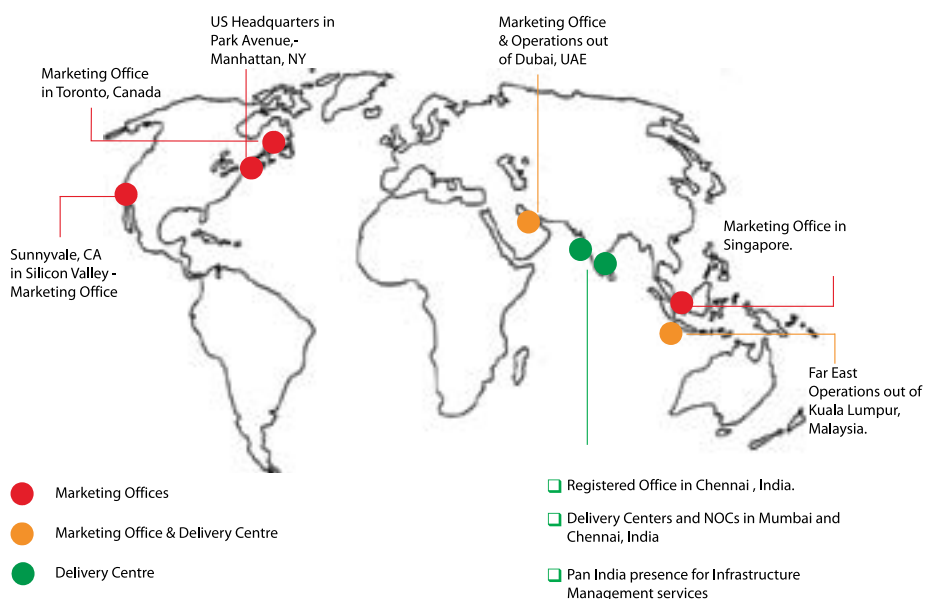 US Headquarters in
Park Avenue,-
Manhattan, NY
Marketing Office
& Operations out
of Dubai, UAE
Marketing Office
in Toronto, Canada
Marketing Office in
Singapore.
Sunnyvale, CA
in Silicon Valley -
Marketing Office
Far East
Operations out of
Kuala Lumpur,
Malaysia.
Marketing Offices
Marketing Office & Delivery Centre
Delivery Centre
Registered Office in Chennai , India.
Delivery Centers and NOCs in Mumbai and
Chennai, India
Pan India presence for Infrastructure
Management services